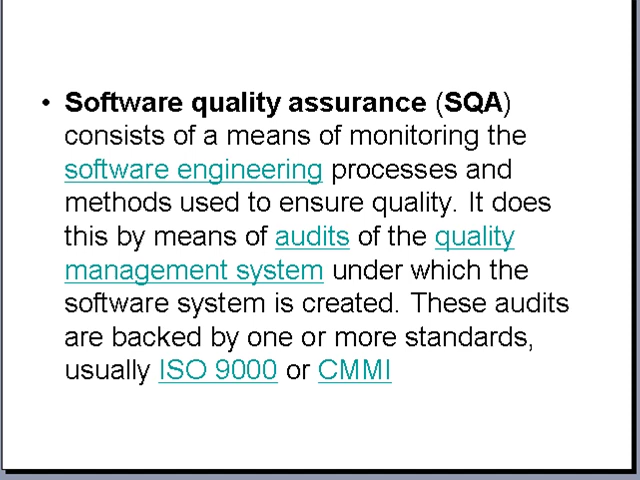 • Software quality assurance (SQA)
consists of a means of monitoring the
software engineering processes and
methods used to ensure quality. It does
this by means of audits of the quality
management system under which the
software system is created. These audits
are backed by one or more standards,
usually ISO 9000 or CMMI